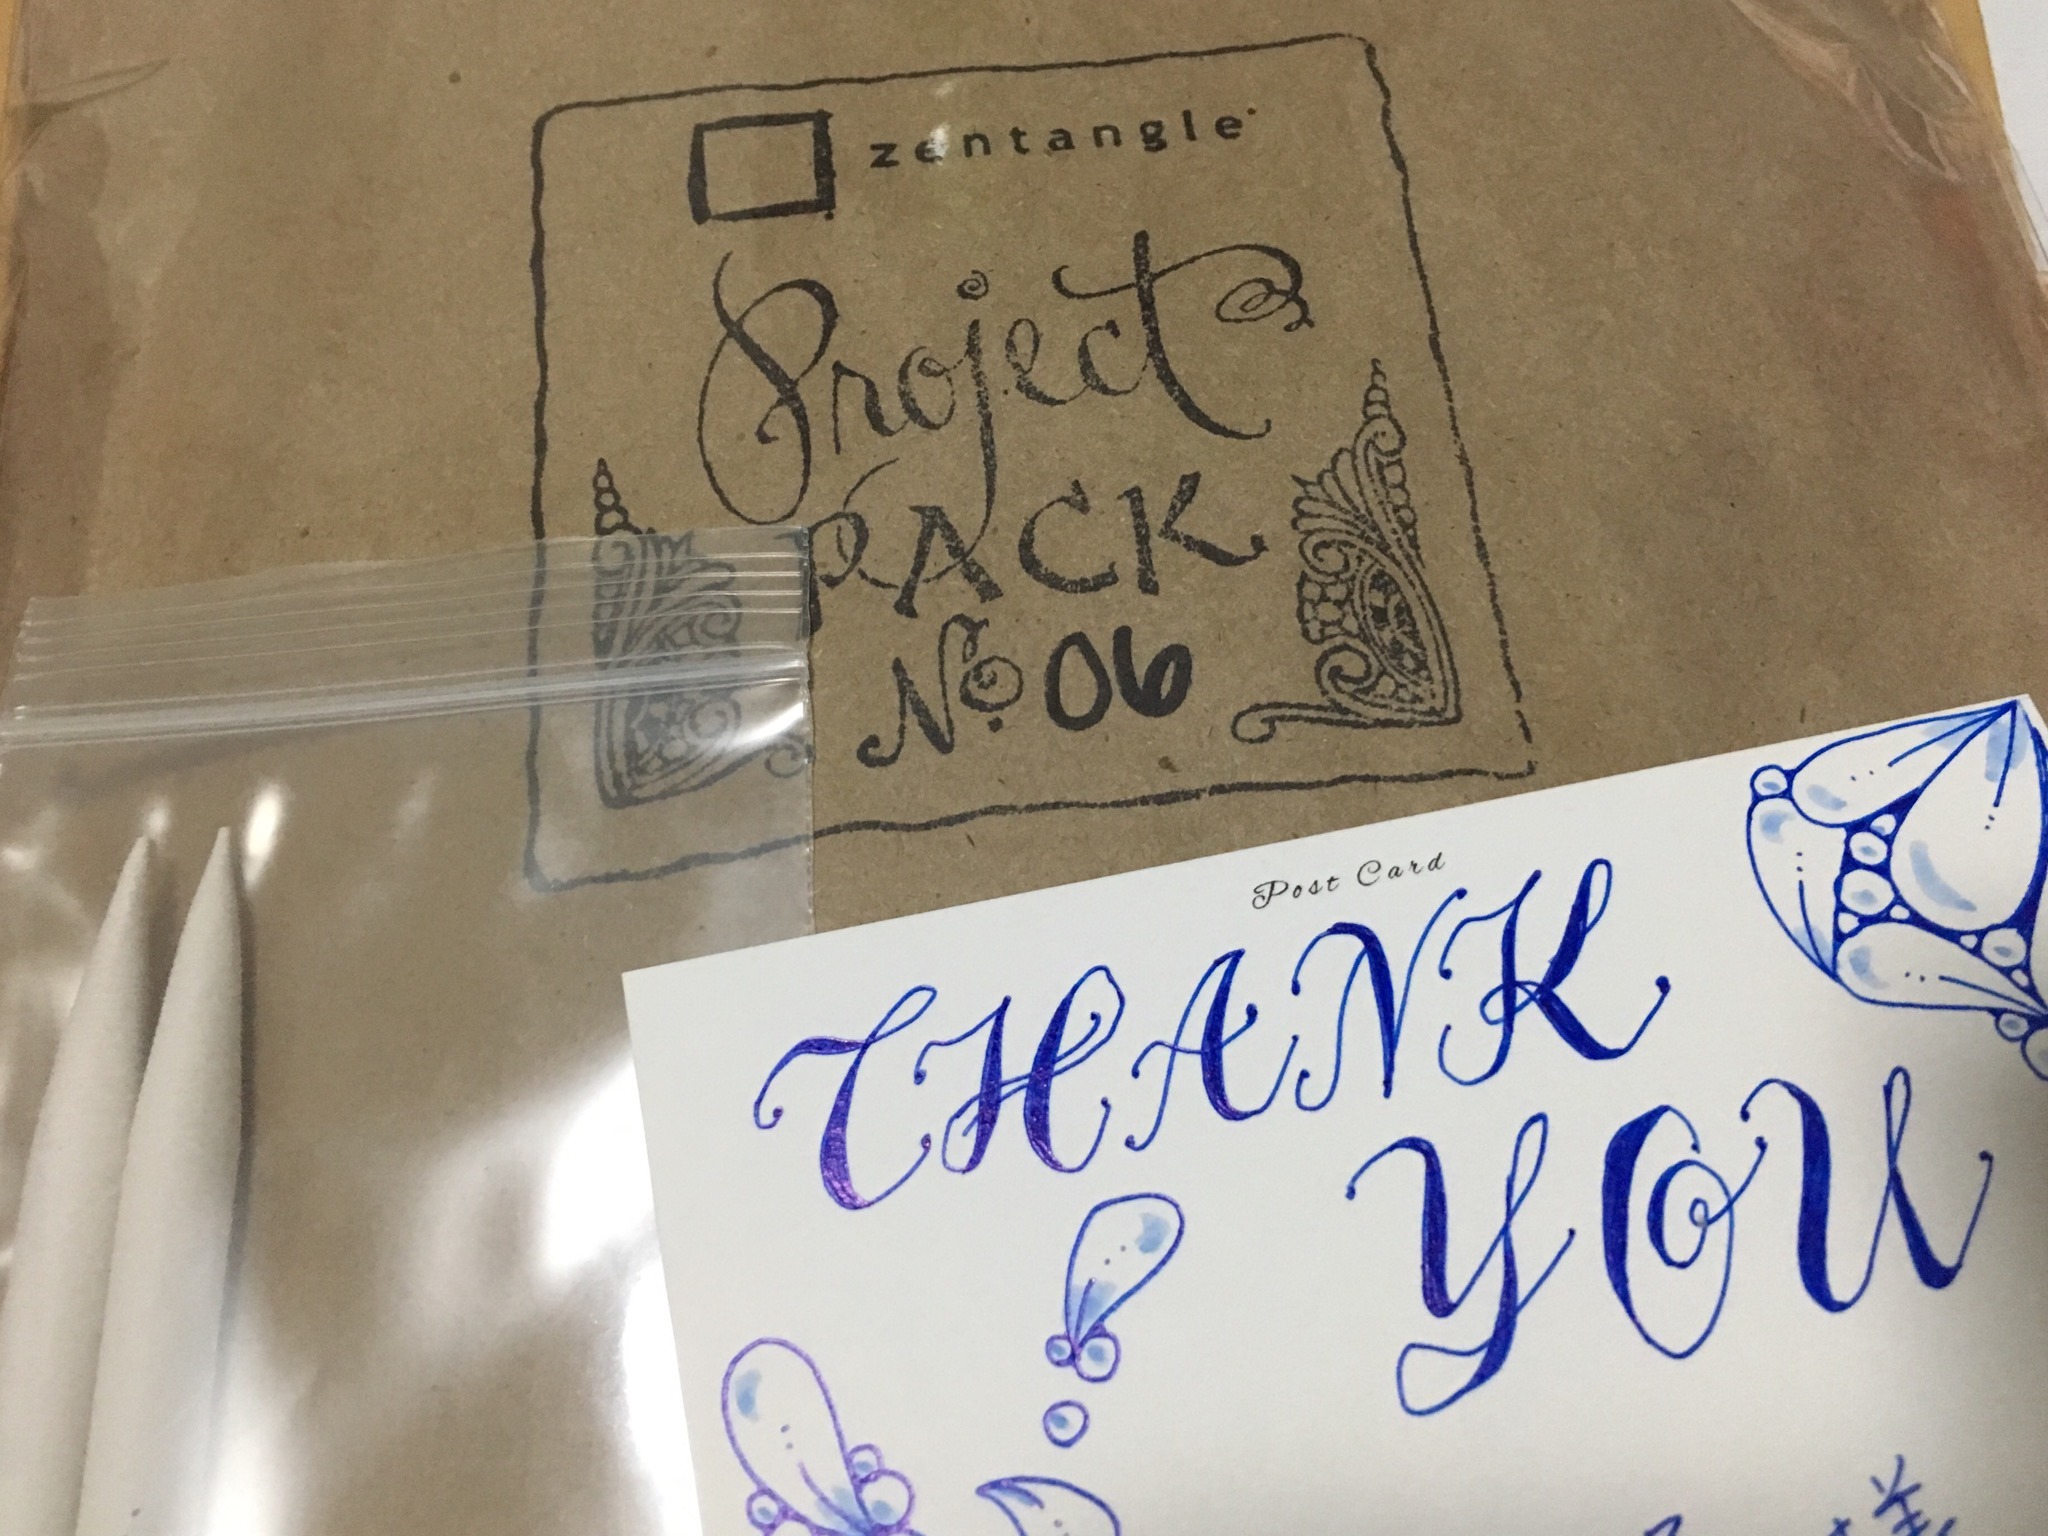 zentangle
Project
PACK
No 06
Post Card
THANK
YOU